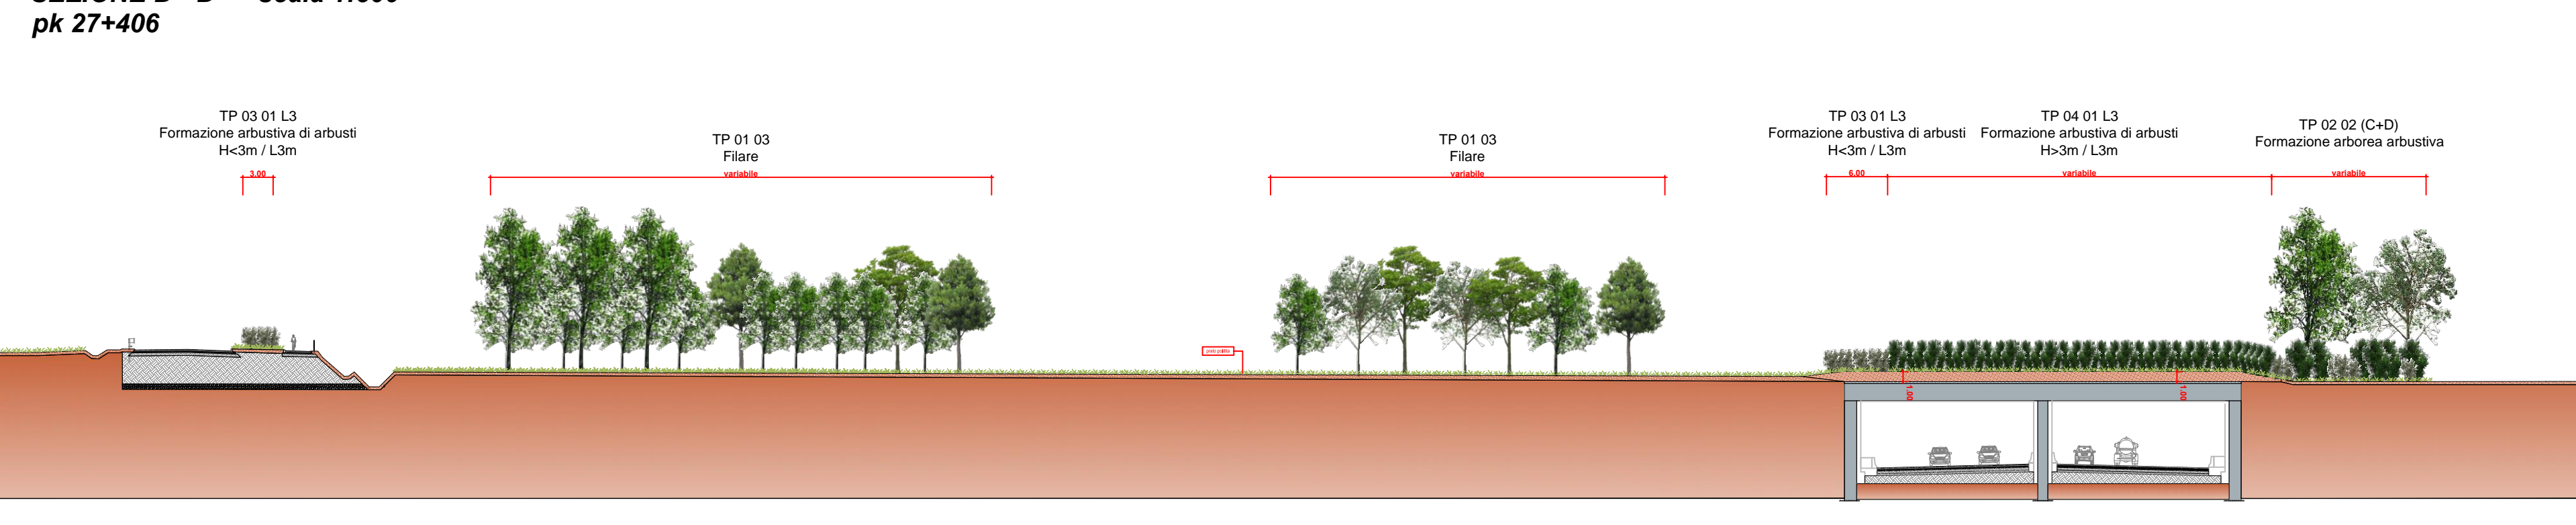 pk 27+406
TP 03 01 L3
Formazione arbustiva di arbusti
H<3m / L3m
3.00
TP 01 03
Filare
variabile
TP 01 03
Filare
variabile
TP 03 01 L3
Formazione arbustiva di arbusti
H<3m / L3m
6.00
TP 04 01 L3
Formazione arbustiva di arbusti
H>3m / L3m
variabile
TP 02 02 (C+D)
Formazione arborea arbustiva
variabile
1.00
1.00